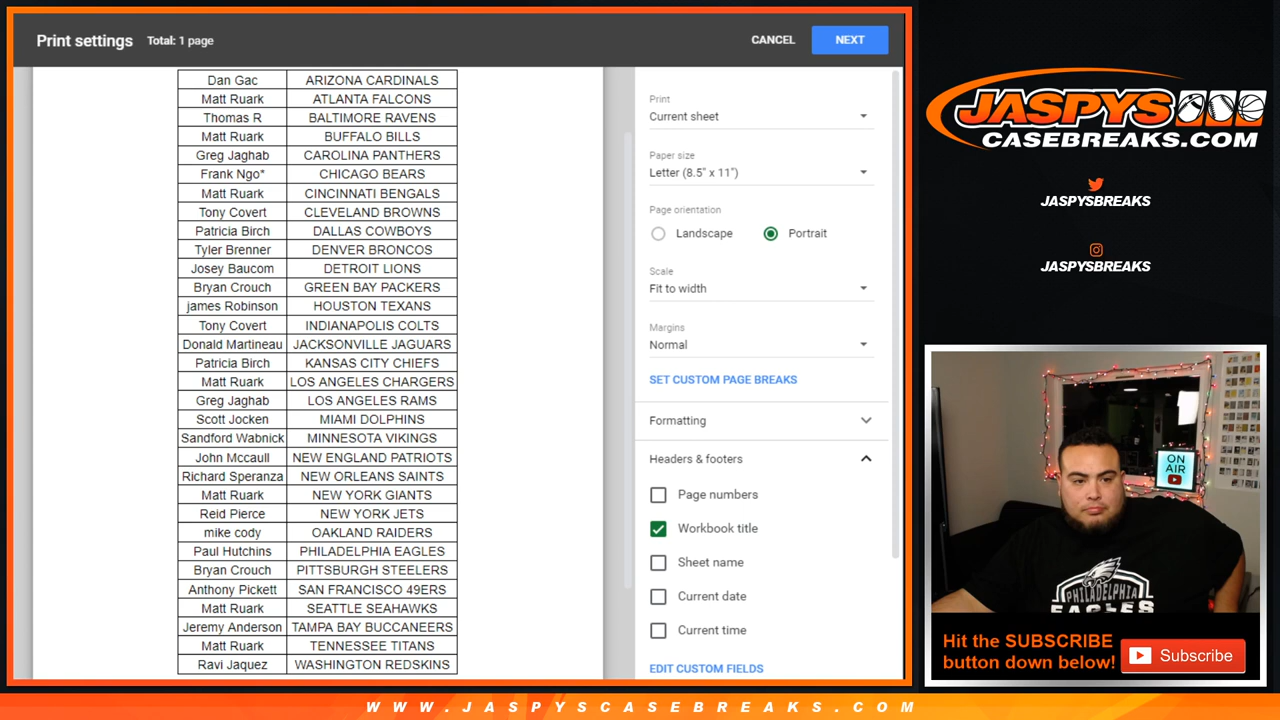 Print settings Total: 1 page CANCEL NEXT
Dan Gac ARIZONA CARDINALS
Matt Ruark ATLANTA FALCONS
Thomas R BALTIMORE RAVENS
Matt Ruark BUFFALO BILLS
Greg Jaghab CAROLINA PANTHERS
Frank Ngo* CHICAGO BEARS
Matt Ruark CINCINNATI BENGALS
Tony Covert CLEVELAND BROWNS
Patricia Birch DALLAS COWBOYS
Tyler Brenner DENVER BRONCOS
Josey Baucom DETROIT LIONS
Bryan Crouch GREEN BAY PACKERS
james Robinson HOUSTON TEXANS
Tony Covert INDIANAPOLIS COLTS
Donald Martineau JACKSONVILLE JAGUARS
Patricia Birch KANSAS CITY CHIEFS
Matt Ruark LOS ANGELES CHARGERS
Greg Jaghab LOS ANGELES RAMS
Scott Jocken MIAMI DOLPHINS
Sandford Wabnick MINNESOTA VIKINGS
John Mccaull NEW ENGLAND PATRIOTS
Richard Speranza NEW ORLEANS SAINTS
Matt Ruark NEW YORK GIANTS
Reid Pierce NEW YORK JETS
mike cody OAKLAND RAIDERS
Paul Hutchins PHILADELPHIA EAGLES
Bryan Crouch PITTSBURGH STEELERS
Anthony Pickett SAN FRANCISCO 49ERS
Matt Ruark SEATTLE SEAHAWKS
Jeremy Anderson TAMPA BAY BUCCANEERS
Matt Ruark TENNESSEE TITANS
Ravi Jaquez WASHINGTON REDSKINS
Print
Current sheet
Paper size
Letter (8.5" x 11")
Page orientation
Landscape Portrait
Scale
Fit to width
Margins
Normal
SET CUSTOM PAGE BREAKS
Formatting
Headers & footers
Page numbers
Workbook title
Sheet name
Current date
Current time
EDIT CUSTOM FIELDS
JASPYS
CASEBREAKS.COM
JASPYSBREAKS
JASPYSBREAKS
ON
AIR
PHILADELPHIA
EAGLES
Hit the SUBSCRIBE
button down below!
Subscribe
WWW.JASPYSCASEBREAKS.COM